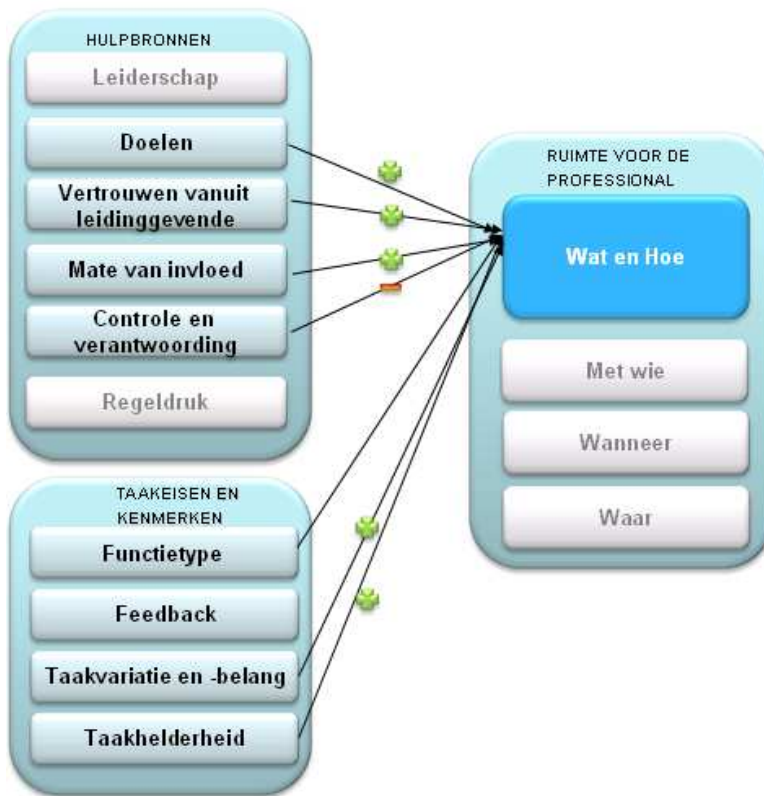 HULPBRONNEN
Leiderschap
Doelen
Vertrouwen vanuit
leidinggevende
Mate van invloed
Controle en
verantwoording
Regeldruk
TAAKEISEN EN
KENMERKEN
Functietype
Feedback
Taakvariatie en -belang
Taakhelderheid
RUIMTE VOOR DE
PROFESSIONAL
Wat en Hoe
Met wie
Wanneer
Waar